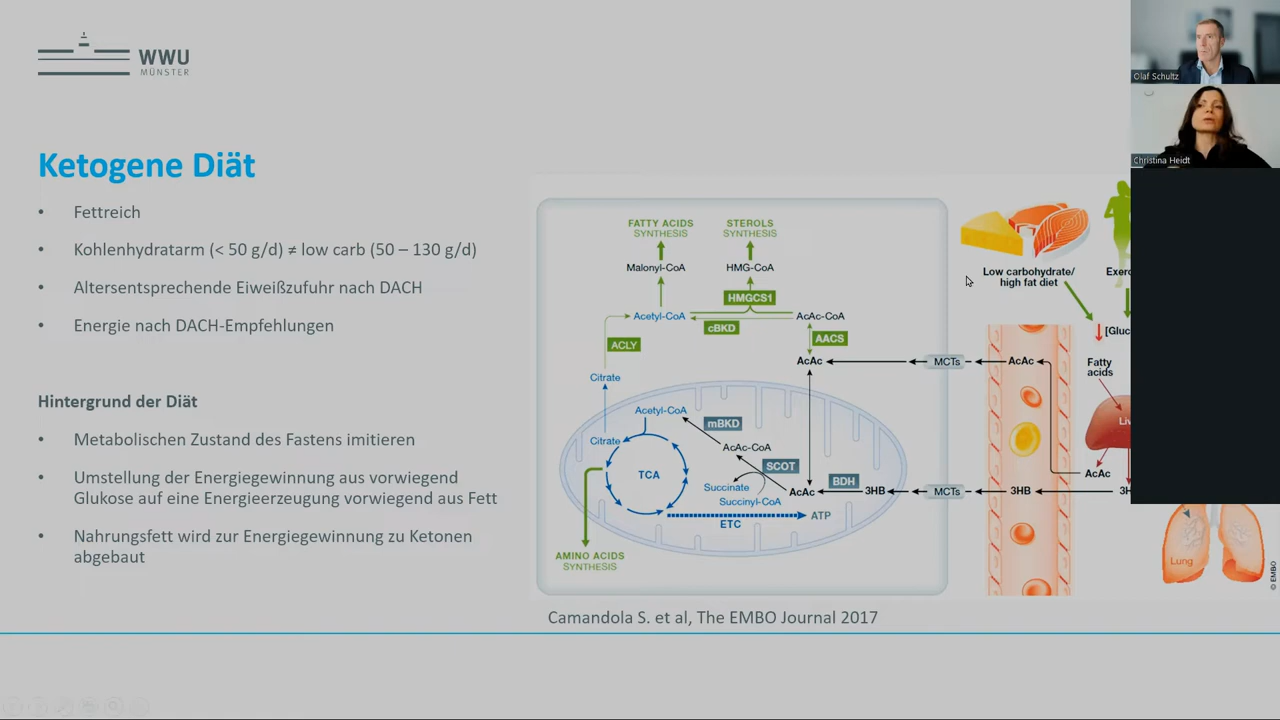 WWU
MÜNSTER
Olaf Schultz
Christina Heidt
Ketogene Diät
• Fettreich
• Kohlenhydratarm (< 50 g/d) ≠ low carb (50 – 130 g/d)
• Altersentsprechende Eiweißzufuhr nach DACH
• Energie nach DACH-Empfehlungen
Hintergrund der Diät
• Metabolischen Zustand des Fastens imitieren
• Umstellung der Energiegewinnung aus vorwiegend
Glukose auf eine Energieerzeugung vorwiegend aus Fett
• Nahrungsfett wird zur Energiegewinnung zu Ketonen
abgebaut
FATTY ACIDS
SYNTHESIS
STEROLS
SYNTHESIS
Malonyl-CoA
HMG-CoA
HMGCS1
Acetyl-CoA
AcAc-CoA
cBKD
ACLY
AACS
AcAc
MCTs
AcAc
Citrate
Acetyl-CoA
mBKD
Citrate
AcAc-CoA
TCA
SCOT
Succinate
Succinyl-CoA
AcAc
BDH
3HB
MCTs
3HB
ETC
ATP
AMINO ACIDS
SYNTHESIS
Low carbohydrate/
high fat diet
Exerc
[Gluc
Fatty
acids
Liv
AcAc
3H
Lung
© EMBO
Camandola S. et al, The EMBO Journal 2017